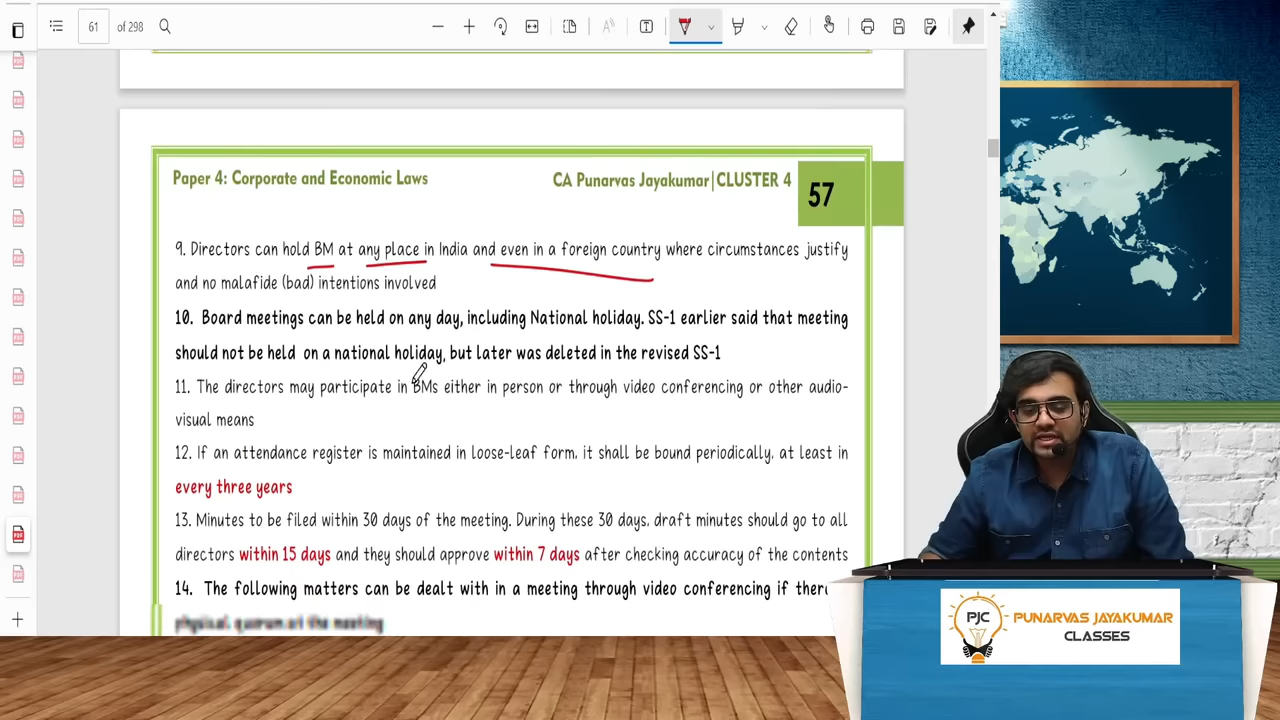 61
of 298
Paper 4: Corporate and Economic Laws
CA Punarvas Jayakumar|CLUSTER 4
57
9. Directors can hold BM at any place in India and even in a foreign country where circumstances justify
and no malafide (bad) intentions involved
10. Board meetings can be held on any day, including National holiday. SS-1 earlier said that meeting
should not be held on a national holiday, but later was deleted in the revised SS-1
11. The directors may participate in BMs either in person or through video conferencing or other audio-
visual means
12. If an attendance register is maintained in loose-leaf form, it shall be bound periodically, at least in
every three years
13. Minutes to be filed within 30 days of the meeting. During these 30 days, draft minutes should go to all
directors within 15 days and they should approve within 7 days after checking accuracy of the contents
14. The following matters can be dealt with in a meeting through video conferencing if there
physical quorum at the meeting
PJC
PUNARVAS JAYAKUMAR
CLASSES